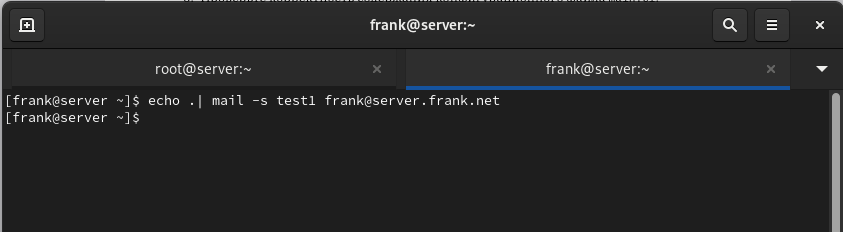 frank@server:~
root@server:~
frank@server:~
[frank@server ~]$ echo .| mail -s test1 frank@server.frank.net
[frank@server ~]$